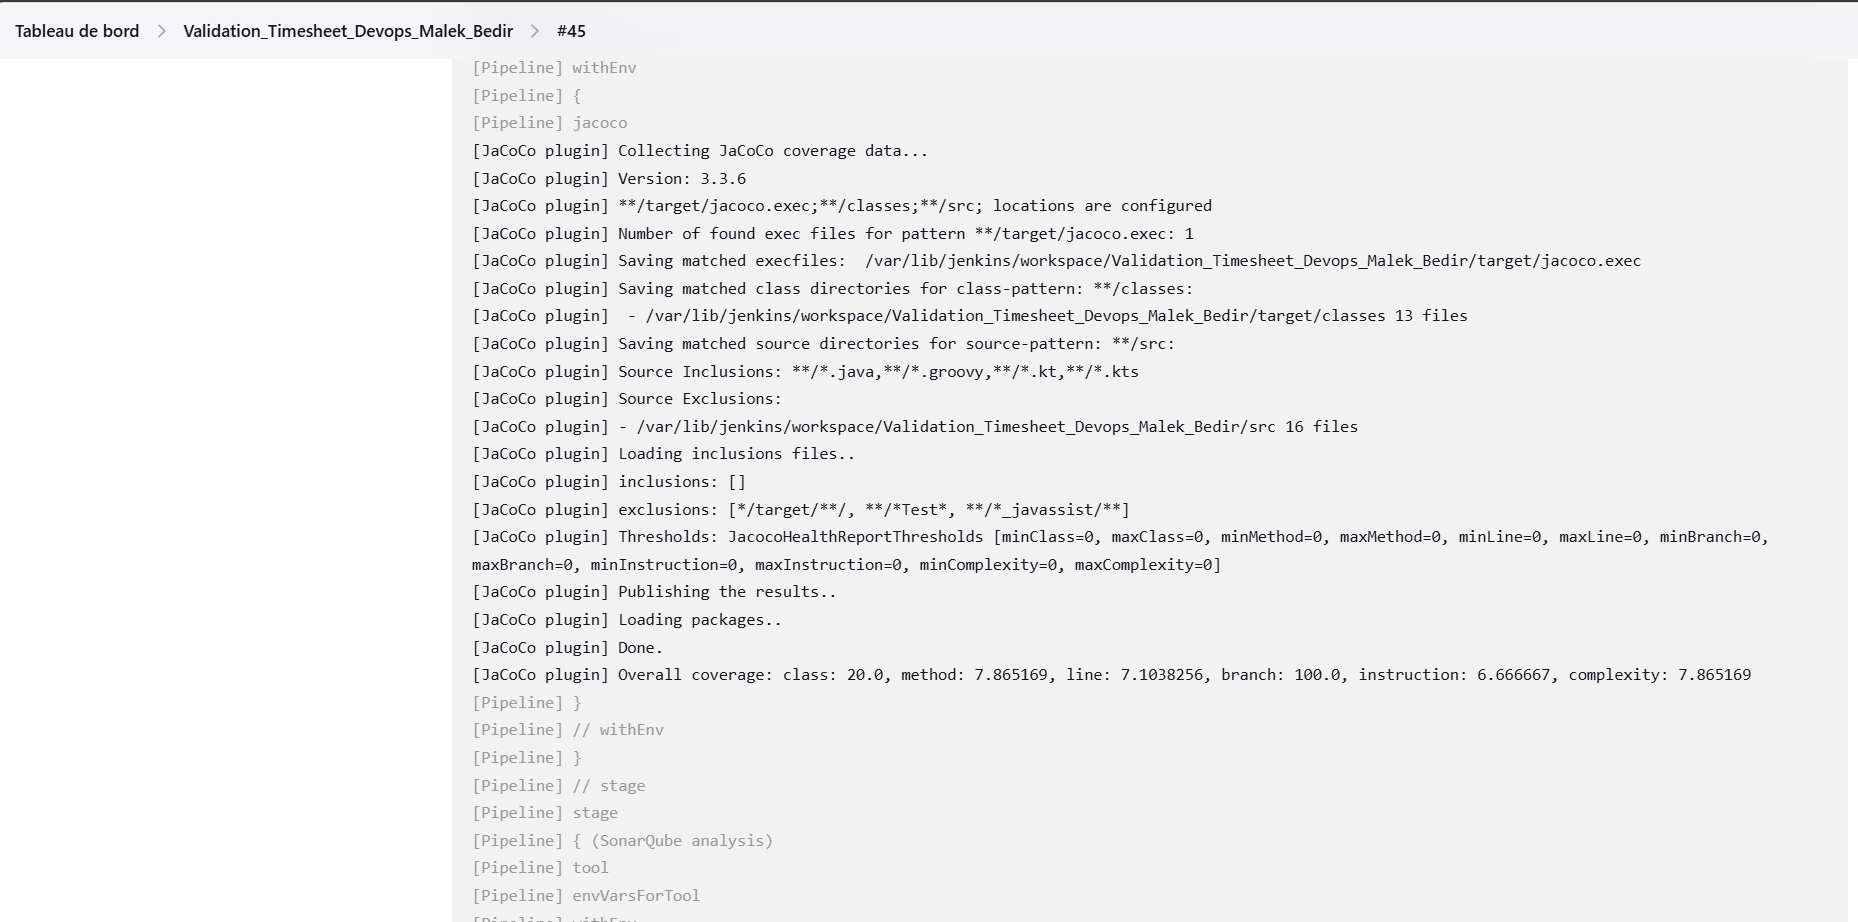 Tableau de bord > Validation_Timesheet_Devops_Malek_Bedir > #45
[Pipeline] withEnv
[Pipeline] {
[Pipeline] jacoco
[JaCoCo plugin] Collecting JaCoCo coverage data...
[JaCoCo plugin] Version: 3.3.6
[JaCoCo plugin] **/target/jacoco.exec;**/classes;**/src; locations are configured
[JaCoCo plugin] Number of found exec files for pattern **/target/jacoco.exec: 1
[JaCoCo plugin] Saving matched execfiles:  /var/lib/jenkins/workspace/Validation_Timesheet_Devops_Malek_Bedir/target/jacoco.exec
[JaCoCo plugin] Saving matched class directories for class-pattern: **/classes:
[JaCoCo plugin]  - /var/lib/jenkins/workspace/Validation_Timesheet_Devops_Malek_Bedir/target/classes 13 files
[JaCoCo plugin] Saving matched source directories for source-pattern: **/src:
[JaCoCo plugin] Source Inclusions: **/*.java,**/*.groovy,**/*.kt,**/*.kts
[JaCoCo plugin] Source Exclusions:
[JaCoCo plugin] - /var/lib/jenkins/workspace/Validation_Timesheet_Devops_Malek_Bedir/src 16 files
[JaCoCo plugin] Loading inclusions files..
[JaCoCo plugin] inclusions: []
[JaCoCo plugin] exclusions: [*/target/**/, **/*Test*, **/*_javassist/**]
[JaCoCo plugin] Thresholds: JacocoHealthReportThresholds [minClass=0, maxClass=0, minMethod=0, maxMethod=0, minLine=0, maxLine=0, minBranch=0,
maxBranch=0, minInstruction=0, maxInstruction=0, minComplexity=0, maxComplexity=0]
[JaCoCo plugin] Publishing the results..
[JaCoCo plugin] Loading packages..
[JaCoCo plugin] Done.
[JaCoCo plugin] Overall coverage: class: 20.0, method: 7.865169, line: 7.1038256, branch: 100.0, instruction: 6.666667, complexity: 7.865169
[Pipeline] }
[Pipeline] // withEnv
[Pipeline] }
[Pipeline] // stage
[Pipeline] stage
[Pipeline] { (SonarQube analysis)
[Pipeline] tool
[Pipeline] envVarsForTool
[Pipeline] withEnv